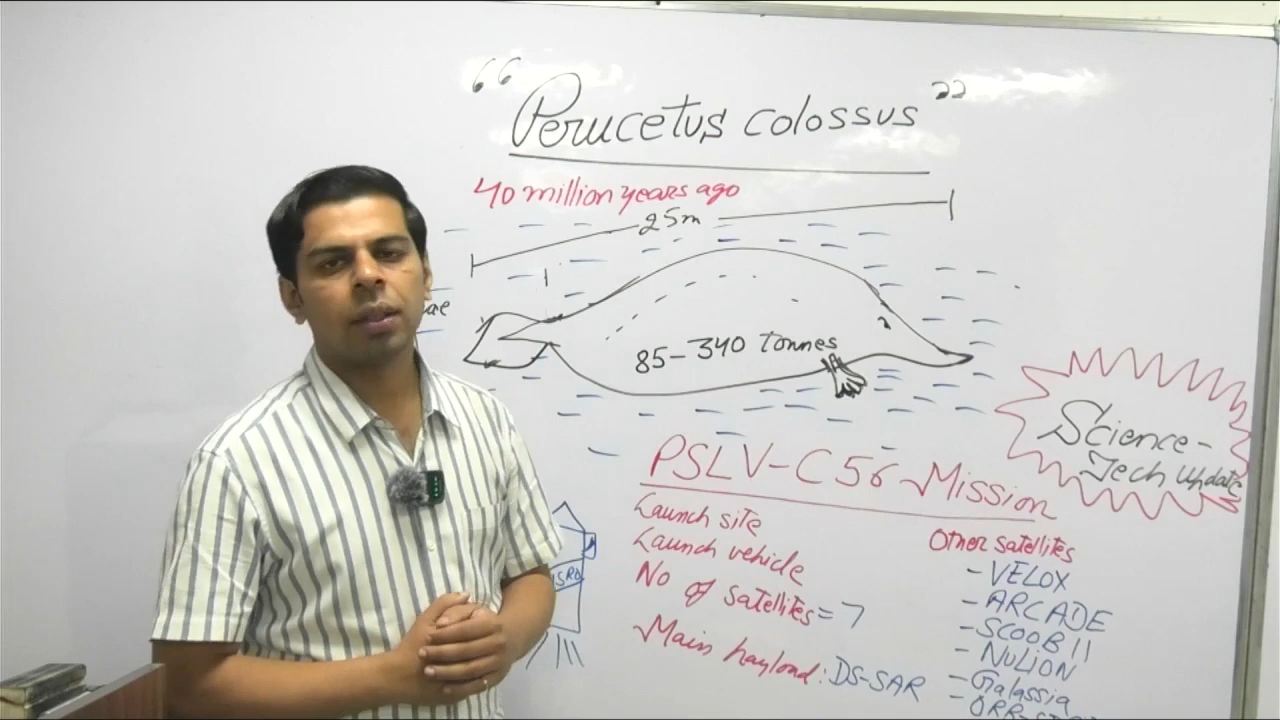 "Perucetus colossus"
40 million years ago
25m
85-340 Tonnes
Science-
Tech Update
PSLV-C56 Mission
Launch site
Launch vehicle
No of satellites = 7
Main payload: DS-SAR
Other satellites
- VELOX
- ARCADE
- SCOOB II
- NULION
- Galassia
ISRO